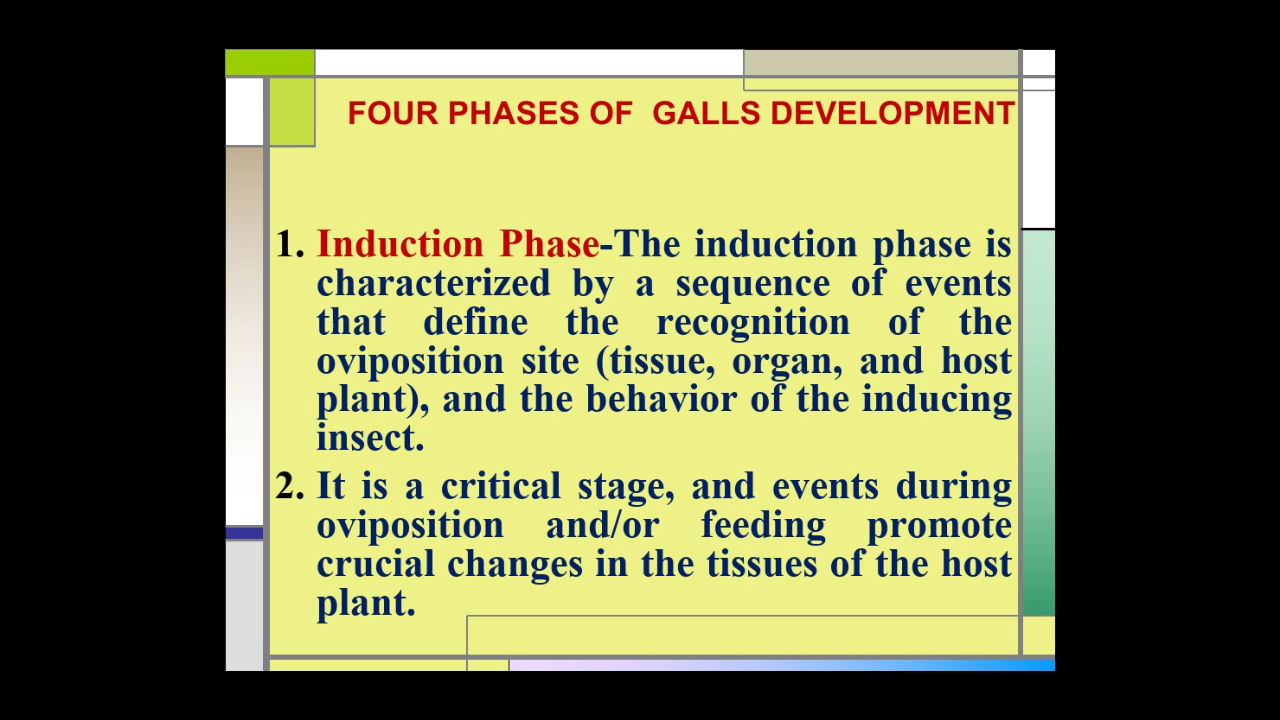 FOUR PHASES OF  GALLS DEVELOPMENT
1. Induction Phase-The induction phase is
characterized by a sequence of events
that define the recognition of the
oviposition site (tissue, organ, and host
plant), and the behavior of the inducing
insect.
2. It is a critical stage, and events during
oviposition and/or feeding promote
crucial changes in the tissues of the host
plant.